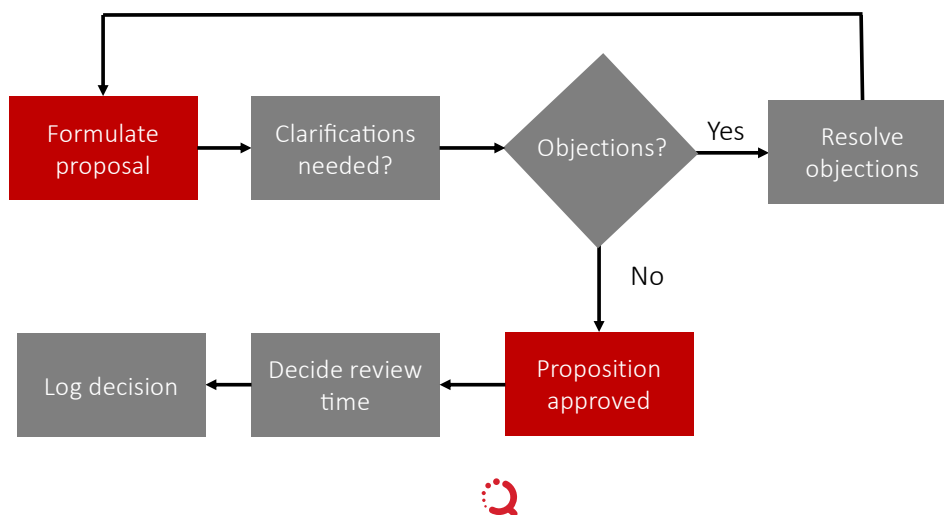 Formulate
proposal
Clarifications
needed?
Objections?
Yes
Resolve
objections
No
Log decision
Decide review
time
Proposition
approved